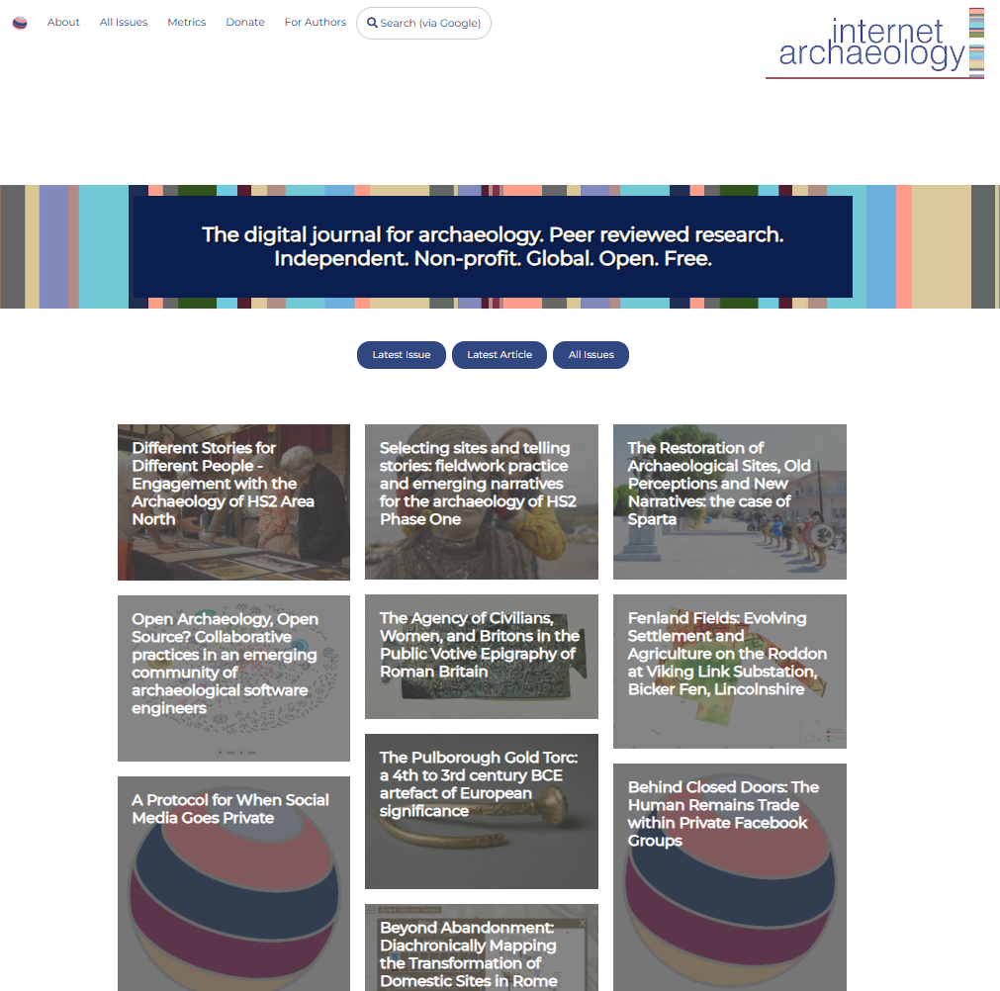 About
All Issues
Metrics
Donate
For Authors
Search (via Google)
internet
archaeology
The digital journal for archaeology. Peer reviewed research.
Independent. Non-profit. Global. Open. Free.
Latest Issue
Latest Article
All Issues
Different Stories for
Different People -
Engagement with the
Archaeology of HS2 Area
North
Selecting sites and telling
stories: fieldwork practice
and emerging narratives
for the archaeology of HS2
Phase One
The Restoration of
Archaeological Sites, Old
Perceptions and New
Narratives: the case of
Sparta
Open Archaeology, Open
Source? Collaborative
practices in an emerging
community of
archaeological software
engineers
The Agency of Civilians,
Women, and Britons in the
Public Votive Epigraphy of
Roman Britain
Fenland Fields: Evolving
Settlement and
Agriculture on the Roddon
at Viking Link Substation,
Bicker Fen, Lincolnshire
A Protocol for When Social
Media Goes Private
The Pulborough Gold Torc:
a 4th to 3rd century BCE
artefact of European
significance
Behind Closed Doors: The
Human Remains Trade
within Private Facebook
Groups
Beyond Abandonment:
Diachronically Mapping
the Transformation of
Domestic Sites in Rome